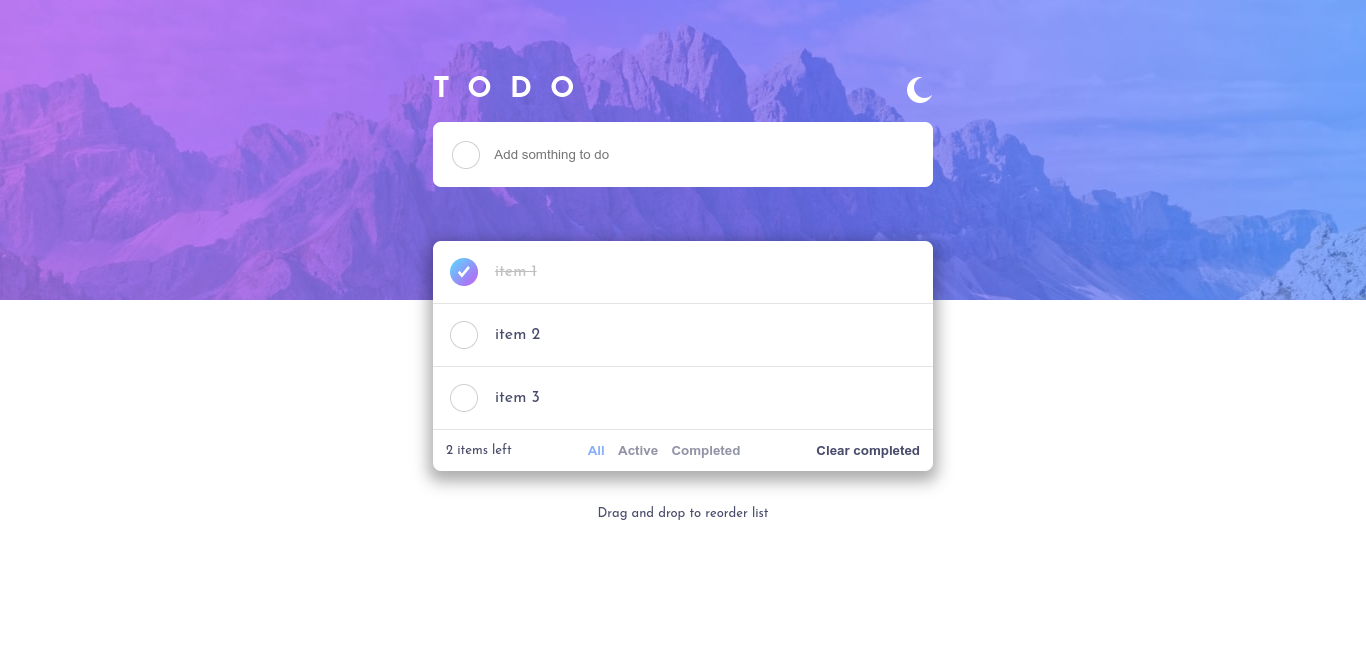 TODO
Add somthing to do
item 1
item 2
item 3
2 items left All Active Completed Clear completed
Drag and drop to reorder list